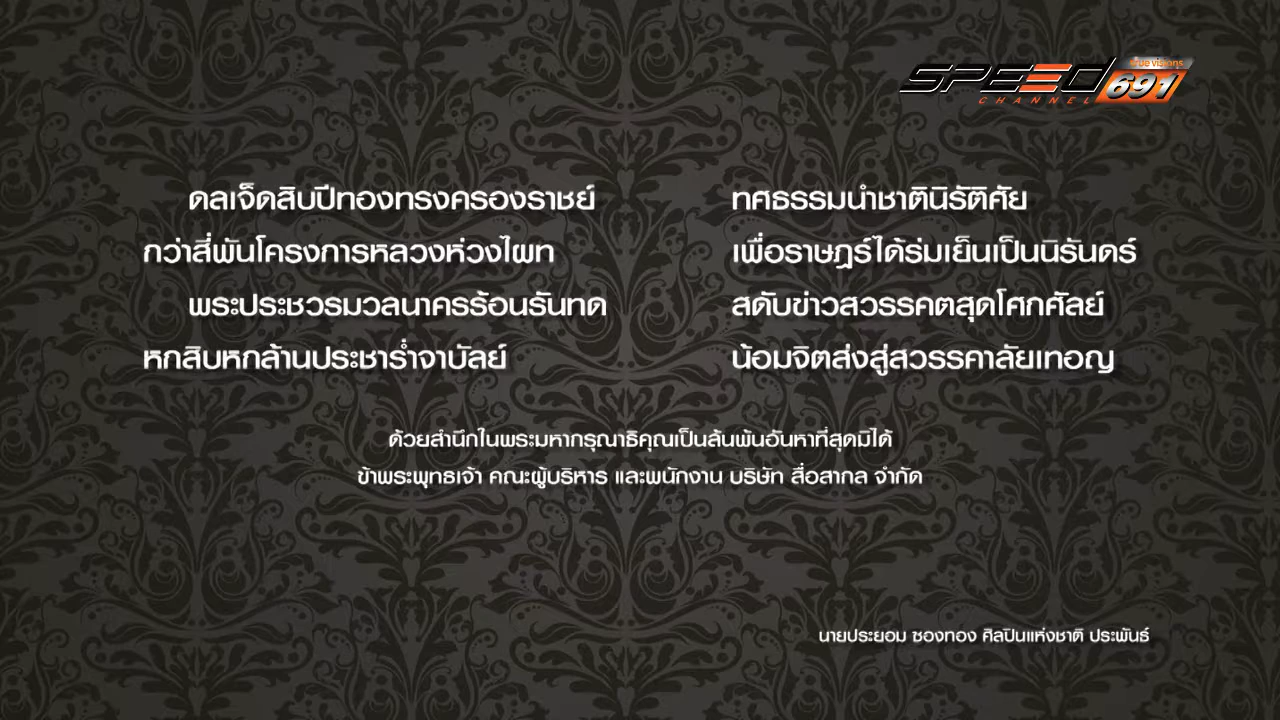 SPEED CHANNEL true visions 691
ดลเจ็ดสิบปีทองทรงครองราชย์ ทศธรรมนำชาตินิรัติศัย
กว่าสี่พันโครงการหลวงห่วงไผท เพื่อราษฎร์ได้ร่มเย็นเป็นนิรันดร์
พระประชวรมวลนาครร้อนรันทด สดับข่าวสวรรคตสุดโศกศัลย์
หกสิบหกล้านประชาร่ำจาบัลย์ น้อมจิตส่งสู่สวรรคาลัยเทอญ
ด้วยสำนึกในพระมหากรุณาธิคุณเป็นล้นพ้นอันหาที่สุดมิได้
ข้าพระพุทธเจ้า คณะผู้บริหาร และพนักงาน บริษัท สื่อสากล จำกัด
นายประยอม ซองทอง ศิลปินแห่งชาติ ประพันธ์